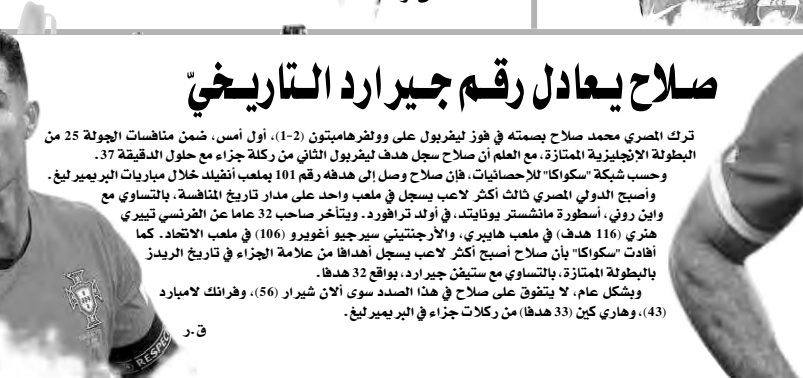 صلاح يعادل رقم جيرارد التاريخيّ
ترك المصري محمد صلاح بصمته في فوز ليفربول على وولفرهامبتون (2-1)، أول أمس، ضمن منافسات الجولة 25 من
البطولة الإنجليزية الممتازة، مع العلم أن صلاح سجل هدف ليفربول الثاني من ركلة جزاء مع حلول الدقيقة 37.
وحسب شبكة "سكواكا" للإحصائيات، فإن صلاح وصل إلى هدفه رقم 101 بملعب أنفيلد خلال مباريات البريميرليغ.
وأصبح الدولي المصري ثالث أكثر لاعب يسجل في ملعب واحد على مدار تاريخ المنافسة، بالتساوي مع
واين روني، أسطورة مانشستر يونايتد، في أولد ترافورد. ويتأخر صاحب 32 عاما عن الفرنسي تييري
هنري (116 هدف) في ملعب هايبري، والأرجنتيني سيرجيو أغويرو (106) في ملعب الاتحاد. كما
أفادت "سكواكا" بأن صلاح أصبح أكثر لاعب يسجل أهدافا من علامة الجزاء في تاريخ الريدز
بالبطولة الممتازة، بالتساوي مع ستيفن جيرارد، بواقع 32 هدفا.
وبشكل عام، لا يتفوق على صلاح في هذا الصدد سوى ألان شيرار (56)، وفرانك لامبارد
(43)، وهاري كين (33 هدفا) من ركلات جزاء في البريميرليغ.
ق.ر
RESPEC